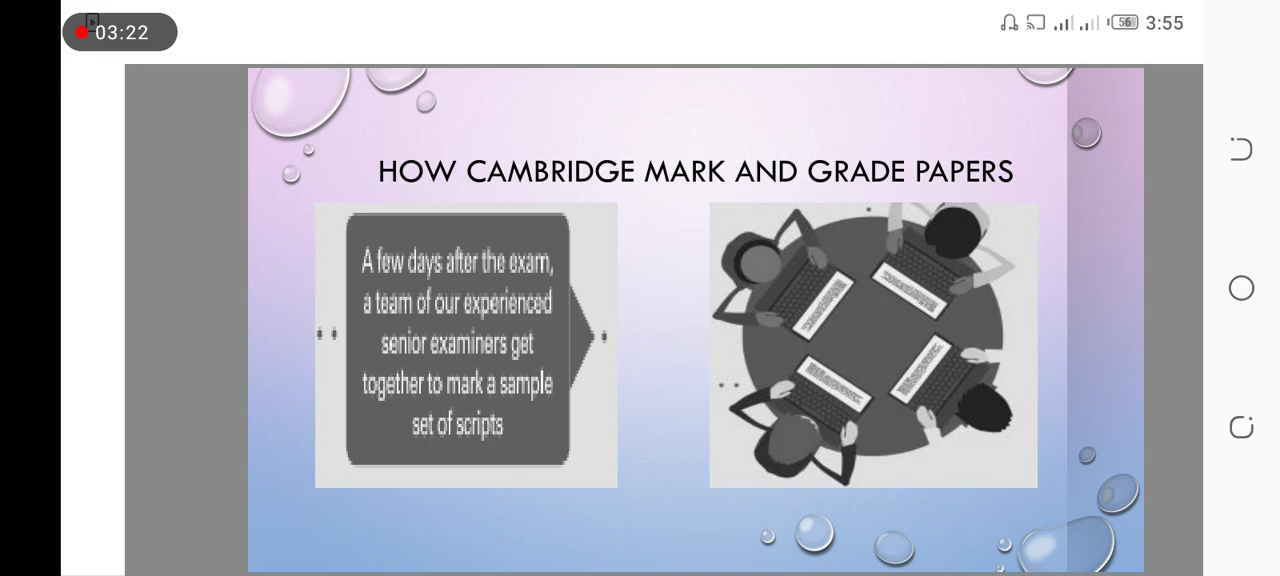 03:22
56 3:55
HOW CAMBRIDGE MARK AND GRADE PAPERS
A few days after the exam,
a team of our experienced
senior examiners get
together to mark a sample
set of scripts